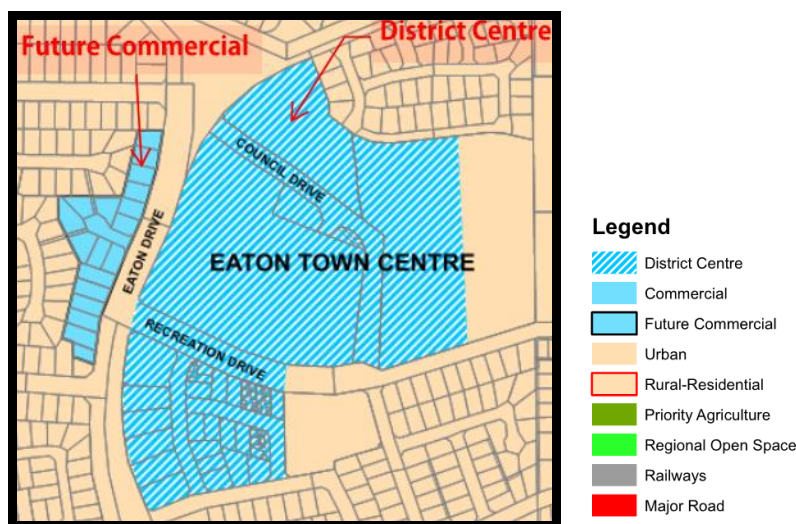 Future Commercial
District Centre
COUNCIL DRIVE
EATON DRIVE
EATON TOWN CENTRE
RECREATION DRIVE
Legend
District Centre
Commercial
Future Commercial
Urban
Rural-Residential
Priority Agriculture
Regional Open Space
Railways
Major Road